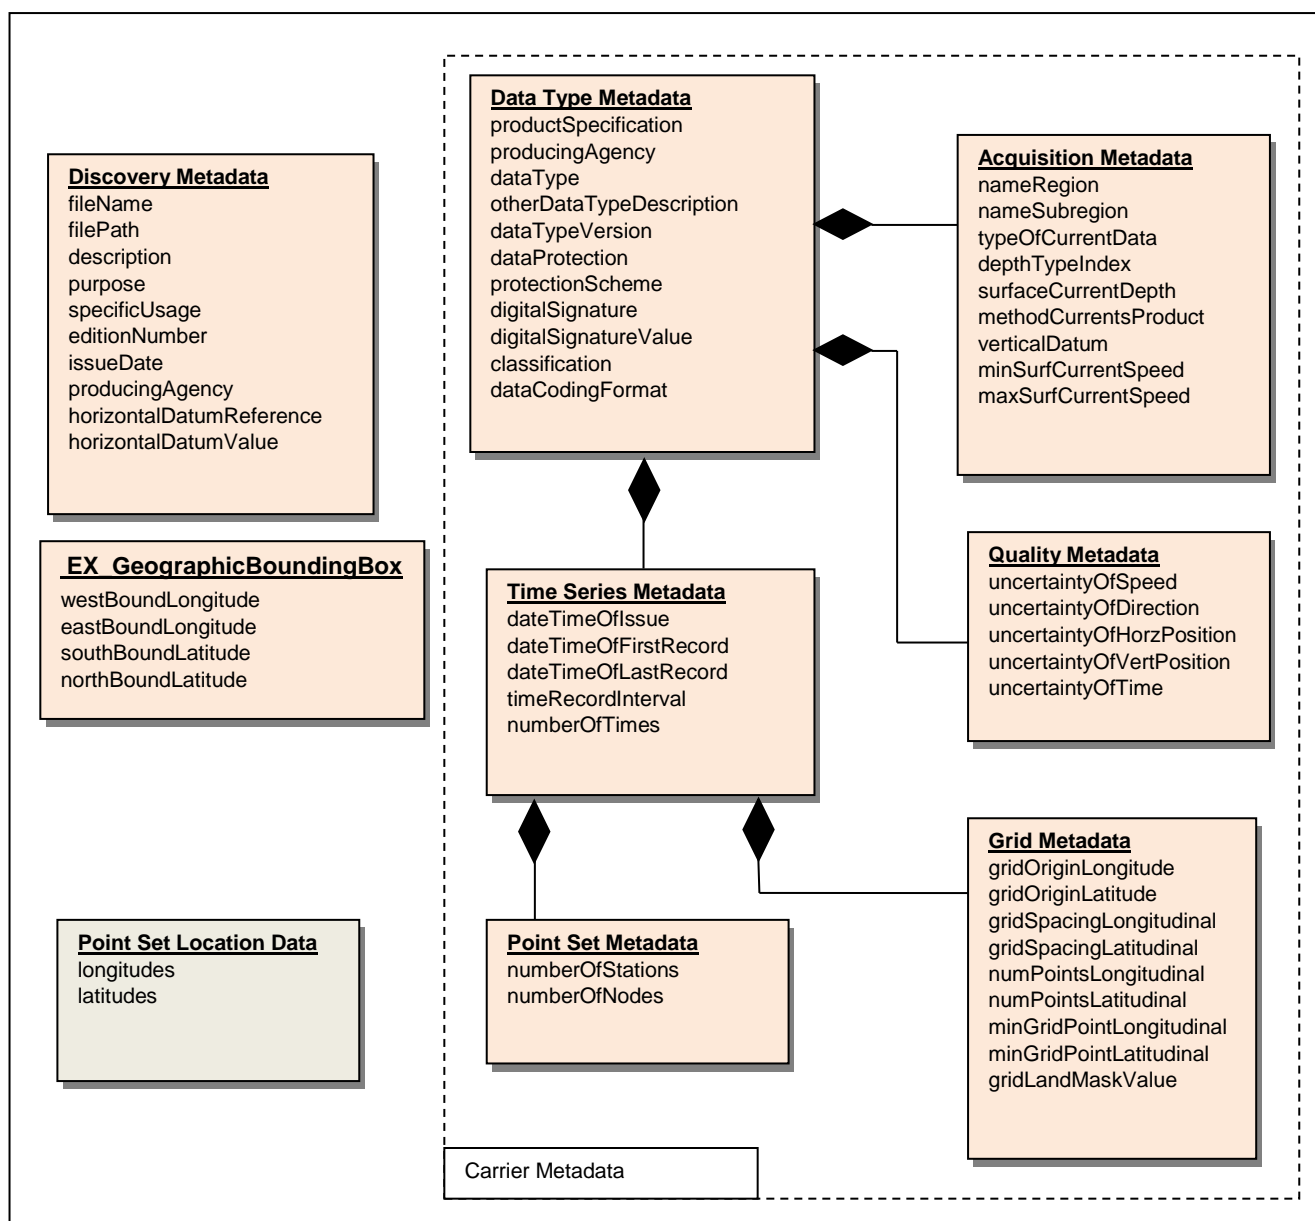 Discovery Metadata
fileName
filePath
description
purpose
specificUsage
editionNumber
issueDate
producingAgency
horizontalDatumReference
horizontalDatumValue
EX_GeographicBoundingBox
westBoundLongitude
eastBoundLongitude
southBoundLatitude
northBoundLatitude
Point Set Location Data
longitudes
latitudes
Data Type Metadata
productSpecification
producingAgency
dataType
otherDataTypeDescription
dataTypeVersion
dataProtection
protectionScheme
digitalSignature
digitalSignatureValue
classification
dataCodingFormat
Time Series Metadata
dateTimeOfIssue
dateTimeOfFirstRecord
dateTimeOfLastRecord
timeRecordInterval
numberOfTimes
Point Set Metadata
numberOfStations
numberOfNodes
Acquisition Metadata
nameRegion
nameSubregion
typeOfCurrentData
depthTypeIndex
surfaceCurrentDepth
methodCurrentsProduct
verticalDatum
minSurfCurrentSpeed
maxSurfCurrentSpeed
Quality Metadata
uncertaintyOfSpeed
uncertaintyOfDirection
uncertaintyOfHorzPosition
uncertaintyOfVertPosition
uncertaintyOfTime
Grid Metadata
gridOriginLongitude
gridOriginLatitude
gridSpacingLongitudinal
gridSpacingLatitudinal
numPointsLongitudinal
numPointsLatitudinal
minGridPointLongitudinal
minGridPointLatitudinal
gridLandMaskValue
Carrier Metadata